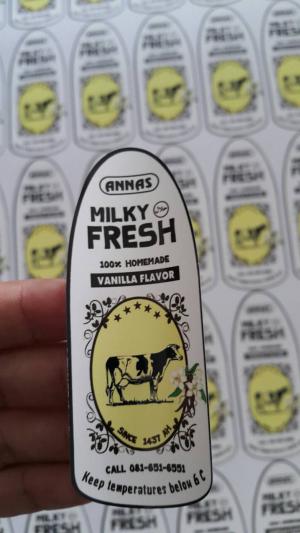 ANNAS
MILKY
FRESH
100% HOMEMADE
VANILLA FLAVOR
SINCE 1437 AH
CALL 081-651-6551
Keep temperatures below 6 C